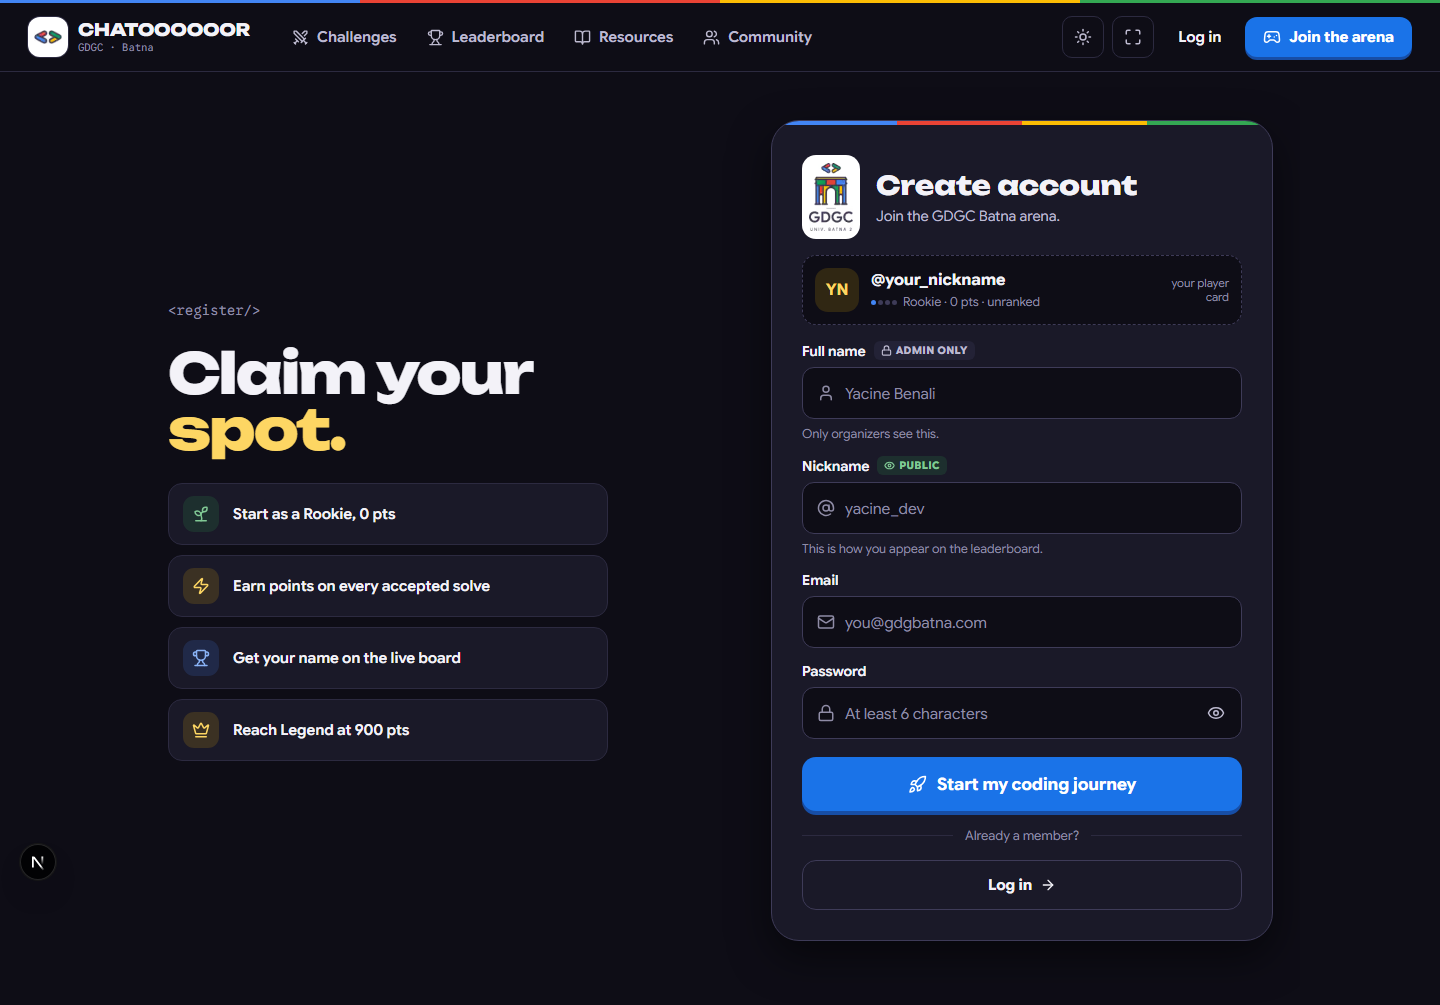 CHATOOOOOOR
GDGC · Batna
Challenges
Leaderboard
Resources
Community
Log in
Join the arena
<register/>
Claim your
spot.
Start as a Rookie, 0 pts
Earn points on every accepted solve
Get your name on the live board
Reach Legend at 900 pts
GDGC
UNIV. BATNA 2
Create account
Join the GDGC Batna arena.
YN
@your_nickname
Rookie · 0 pts · unranked
your player
card
Full name
ADMIN ONLY
Yacine Benali
Only organizers see this.
Nickname
PUBLIC
yacine_dev
This is how you appear on the leaderboard.
Email
you@gdgbatna.com
Password
At least 6 characters
Start my coding journey
Already a member?
Log in
N